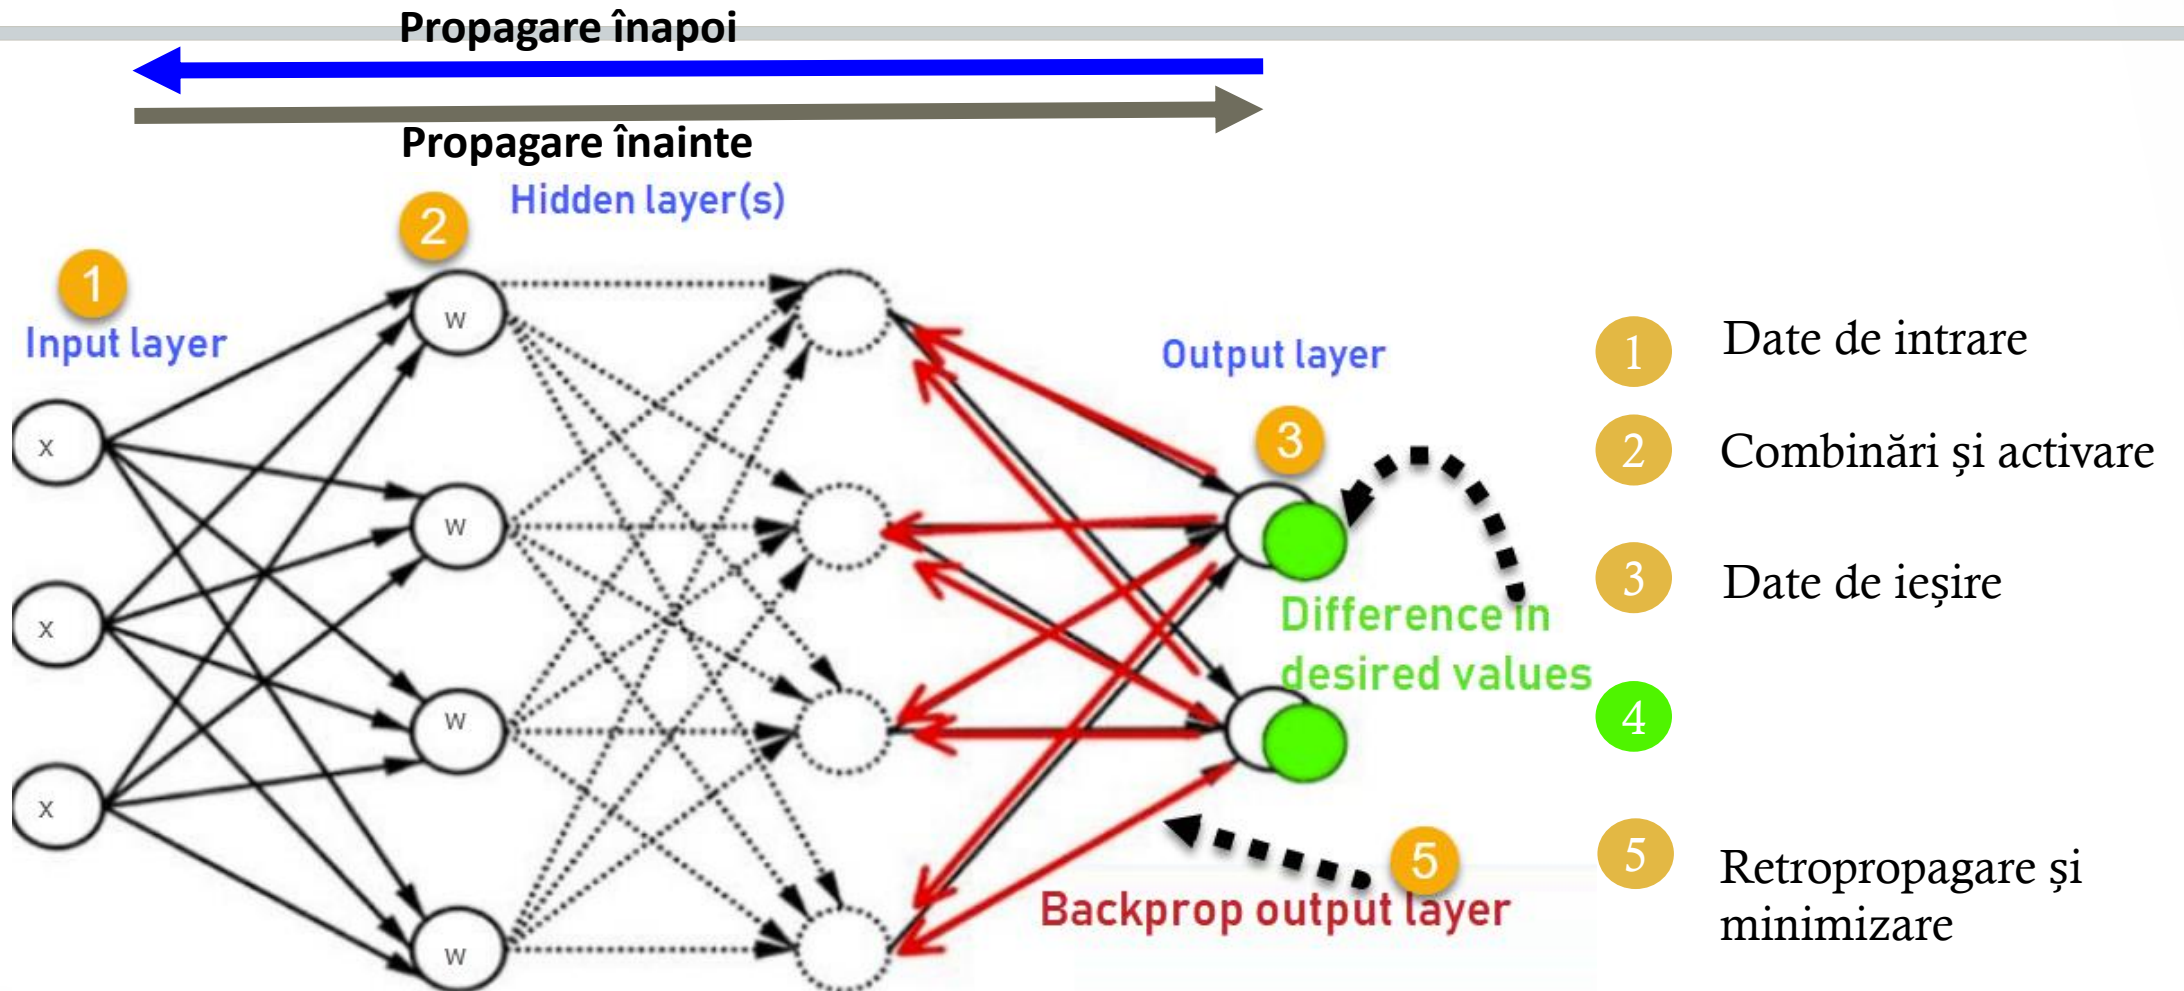 Propagare înapoi
Propagare înainte
Hidden layer(s)
2
1
Input layer
Output layer
3
x
x
x
w
w
w
w
Difference in
desired values
5
Backprop output layer
1 Date de intrare
2 Combinări și activare
3 Date de ieșire
4
5 Retropropagare și
minimizare